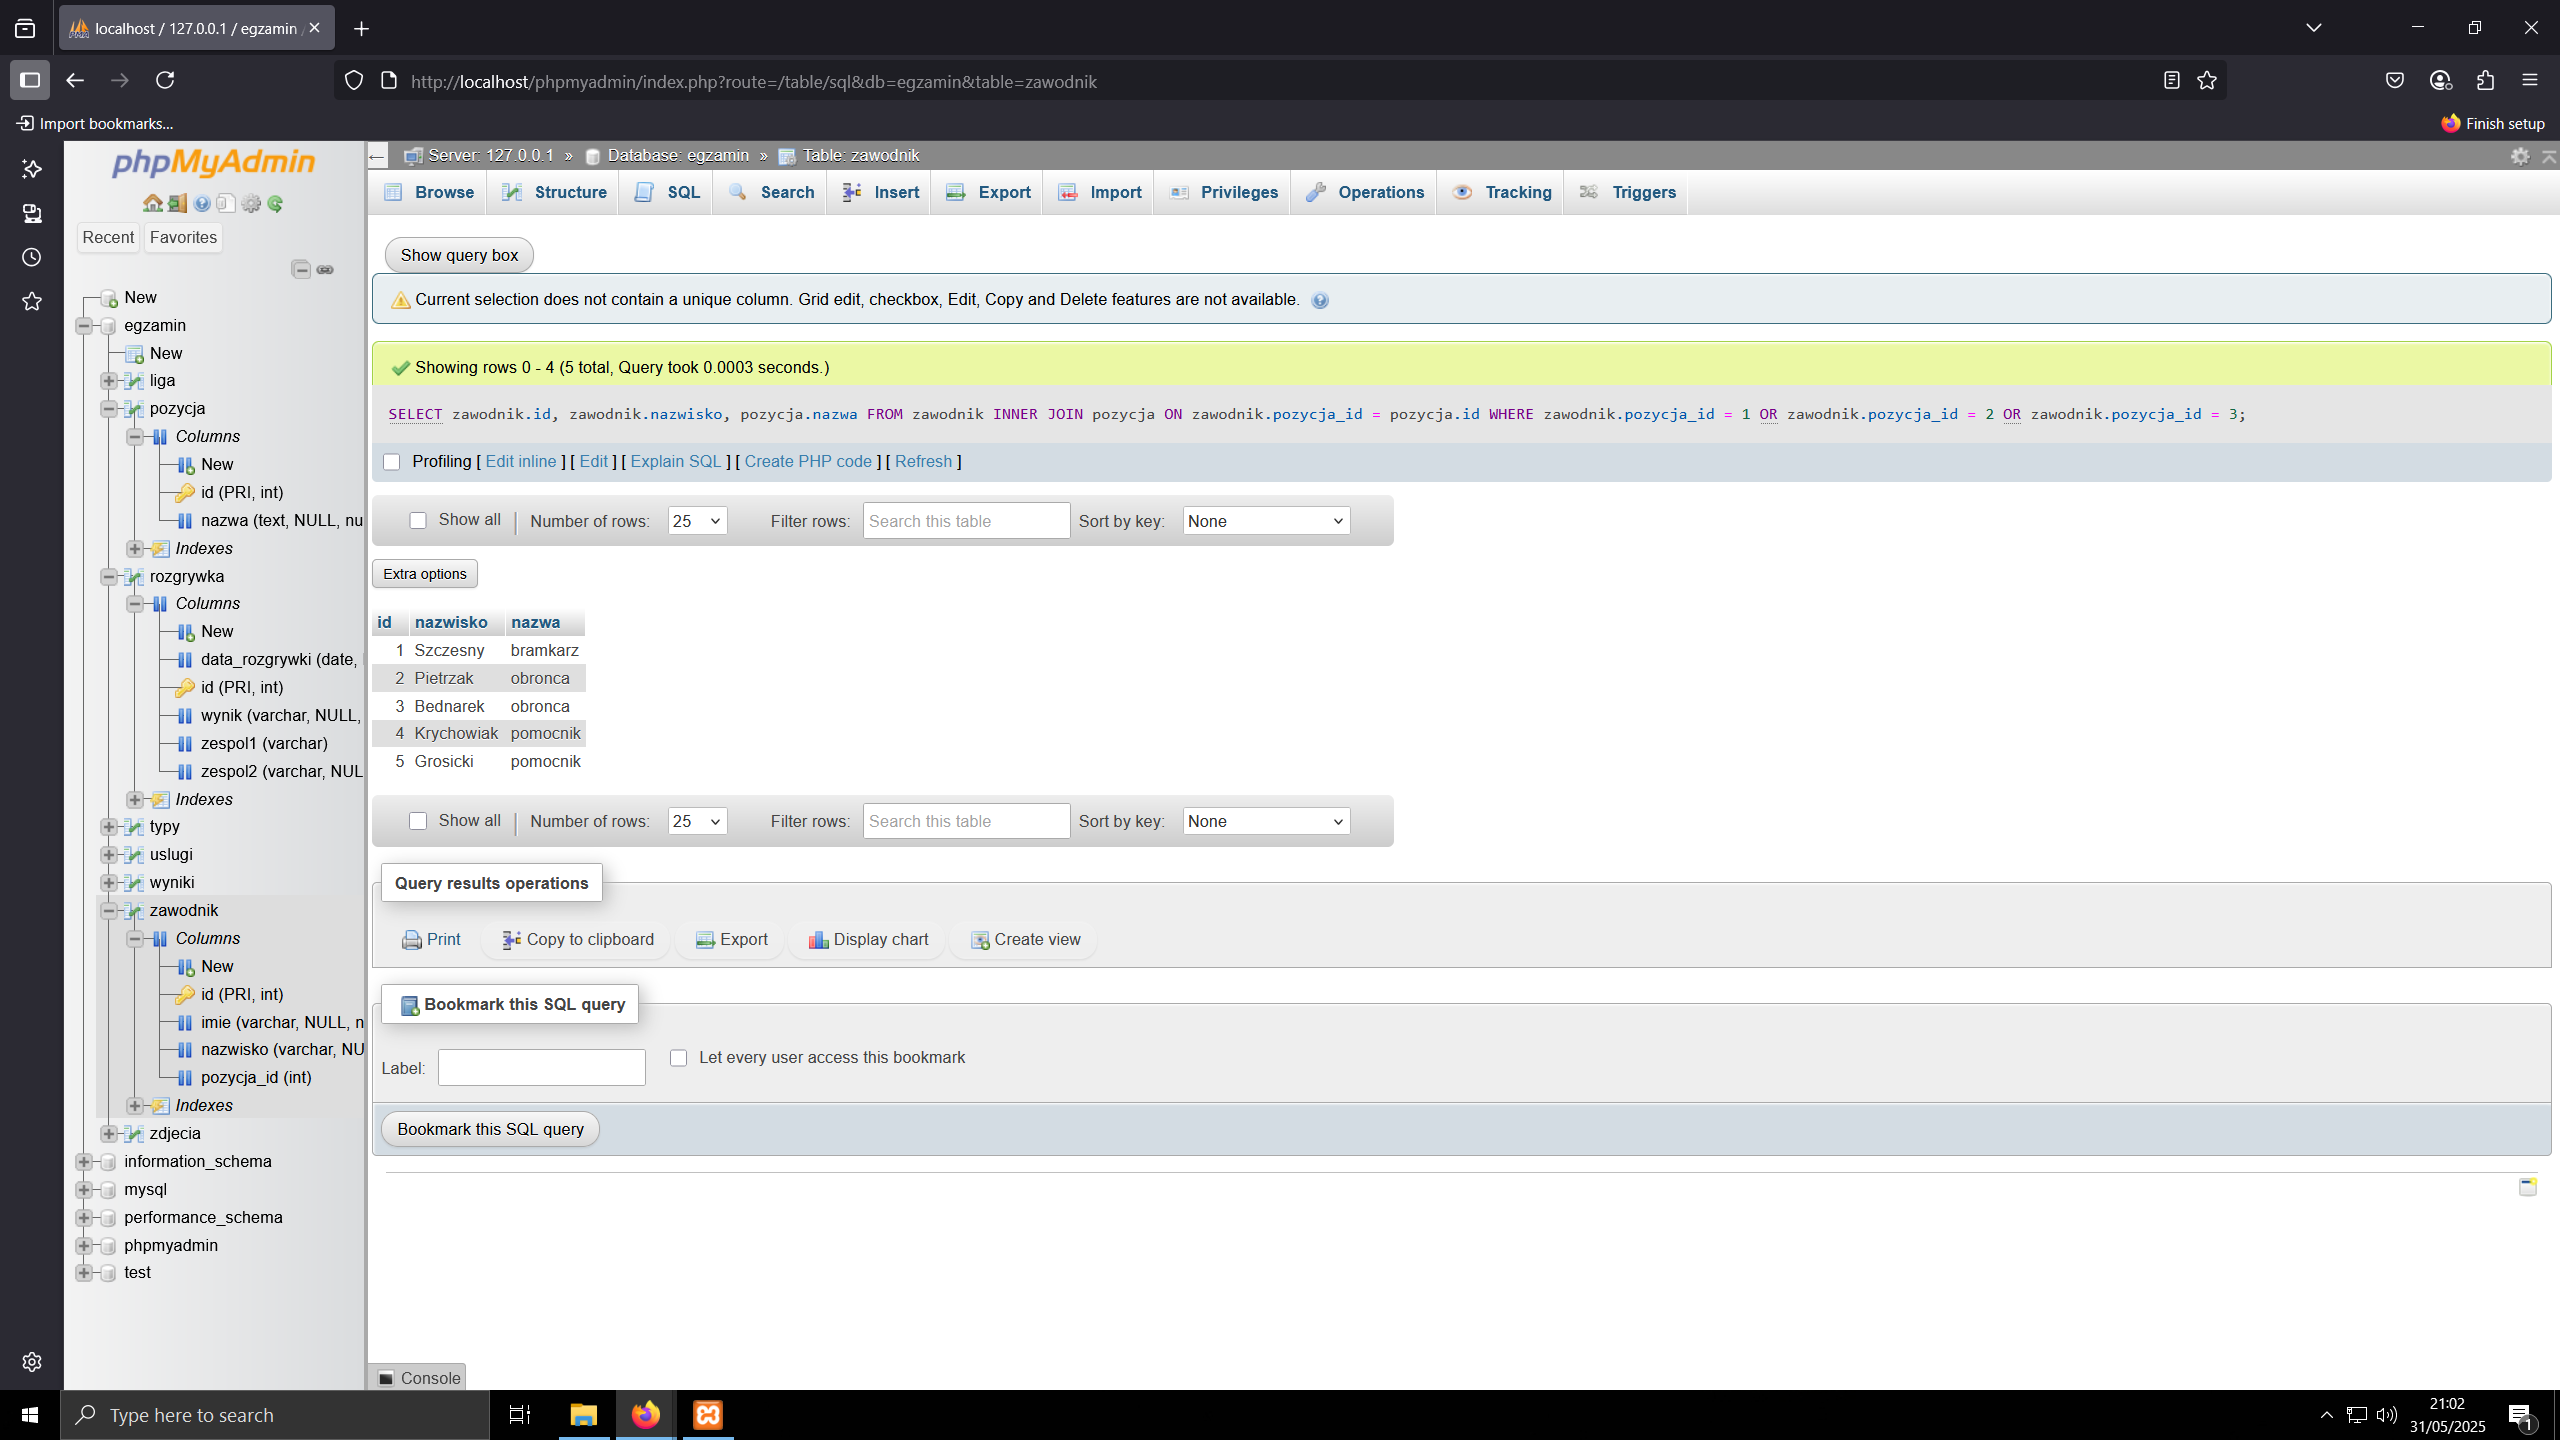 localhost / 127.0.0.1 / egzamin
http://localhost/phpmyadmin/index.php?route=/table/sql&db=egzamin&table=zawodnik
Import bookmarks...
Finish setup
phpMyAdmin
Recent
Favorites
New
egzamin
New
liga
pozycja
Columns
New
id (PRI, int)
nazwa (text, NULL, nu
Indexes
rozgrywka
Columns
New
data_rozgrywki (date,
id (PRI, int)
wynik (varchar, NULL,
zespol1 (varchar)
zespol2 (varchar, NUL
Indexes
typy
uslugi
wyniki
zawodnik
Columns
New
id (PRI, int)
imie (varchar, NULL, n
nazwisko (varchar, NU
pozycja_id (int)
Indexes
zdjecia
information_schema
mysql
performance_schema
phpmyadmin
test
Server: 127.0.0.1 » Database: egzamin » Table: zawodnik
Browse Structure SQL Search Insert Export Import Privileges Operations Tracking Triggers
Show query box
Current selection does not contain a unique column. Grid edit, checkbox, Edit, Copy and Delete features are not available.
Showing rows 0 - 4 (5 total, Query took 0.0003 seconds.)
SELECT zawodnik.id, zawodnik.nazwisko, pozycja.nazwa FROM zawodnik INNER JOIN pozycja ON zawodnik.pozycja_id = pozycja.id WHERE zawodnik.pozycja_id = 1 OR zawodnik.pozycja_id = 2 OR zawodnik.pozycja_id = 3;
Profiling [ Edit inline ] [ Edit ] [ Explain SQL ] [ Create PHP code ] [ Refresh ]
Show all | Number of rows: 25 Filter rows: Search this table Sort by key: None
Extra options
id nazwisko nazwa
1 Szczesny bramkarz
2 Pietrzak obronca
3 Bednarek obronca
4 Krychowiak pomocnik
5 Grosicki pomocnik
Show all | Number of rows: 25 Filter rows: Search this table Sort by key: None
Query results operations
Print Copy to clipboard Export Display chart Create view
Bookmark this SQL query
Label: Let every user access this bookmark
Bookmark this SQL query
Console
Type here to search
21:02
31/05/2025
1